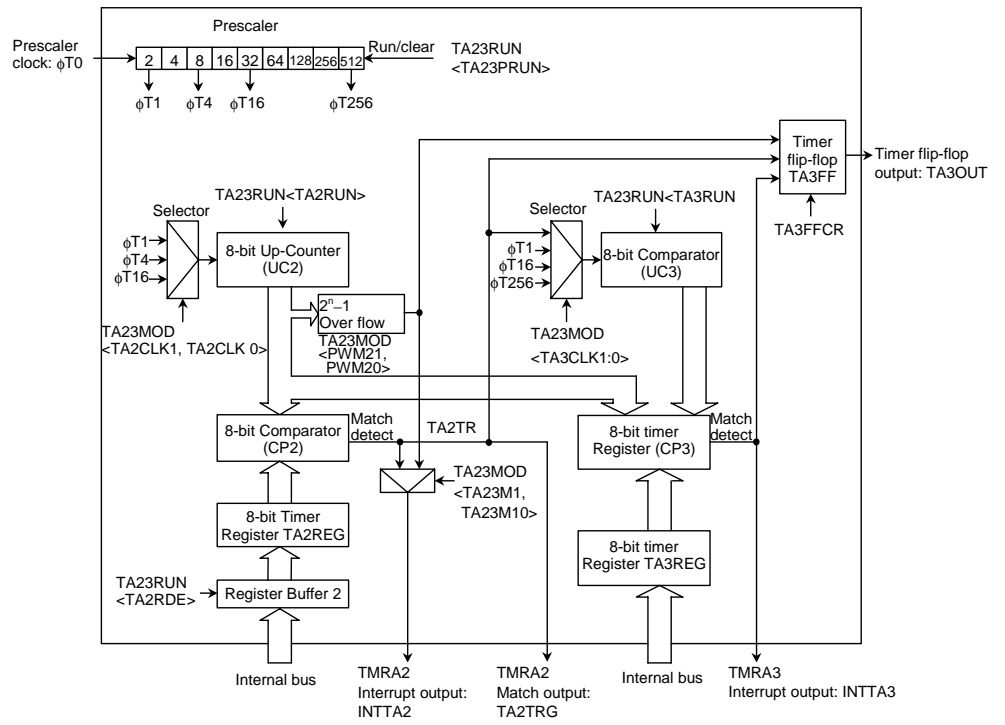 Prescaler
Prescaler
clock: ϕT0
2 4 8 16 32 64 128 256 512
Run/clear
TA23RUN
<TA23PRUN>
ϕT1
ϕT4
ϕT16
ϕT256
Timer
flip-flop
TA3FF
Timer flip-flop
output: TA3OUT
TA3FFCR
TA23RUN<TA2RUN>
Selector
ϕT1
ϕT4
ϕT16
8-bit Up-Counter
(UC2)
TA23MOD
<TA2CLK1, TA2CLK 0>
2ⁿ−1
Over flow
TA23MOD
<PWM21,
PWM20>
TA23RUN<TA3RUN
Selector
ϕT1
ϕT16
ϕT256
8-bit Comparator
(UC3)
TA23MOD
<TA3CLK1:0>
8-bit Comparator
(CP2)
Match
detect
TA2TR
8-bit timer
Register (CP3)
Match
detect
TA23MOD
<TA23M1,
TA23M10>
8-bit Timer
Register TA2REG
8-bit timer
Register TA3REG
TA23RUN
<TA2RDE>
Register Buffer 2
Internal bus
TMRA2
Interrupt output:
INTTA2
TMRA2
Match output:
TA2TRG
Internal bus
TMRA3
Interrupt output: INTTA3